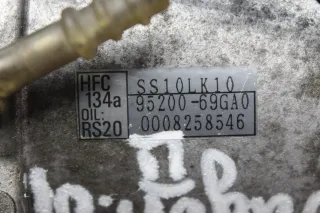 HFC
134a
OIL:
RS20
SS10LK10
95200-69GA0
0008258546